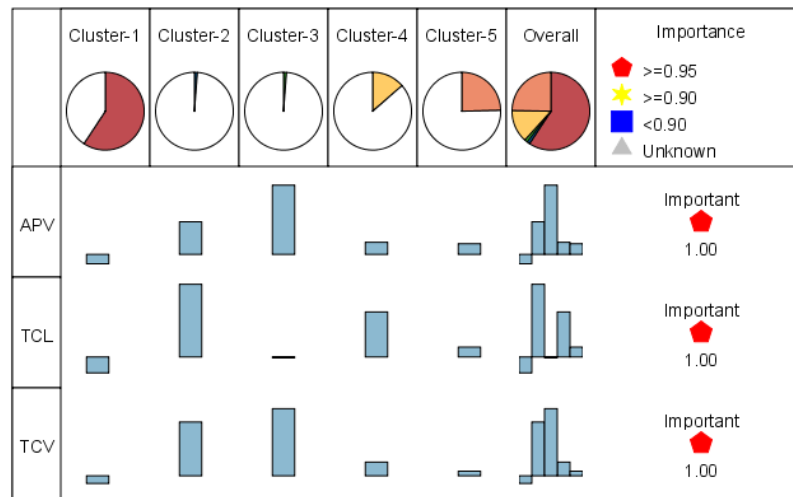 Cluster-1 Cluster-2 Cluster-3 Cluster-4 Cluster-5 Overall Importance
>=0.95
>=0.90
<0.90
Unknown
APV Important
1.00
TCL Important
1.00
TCV Important
1.00